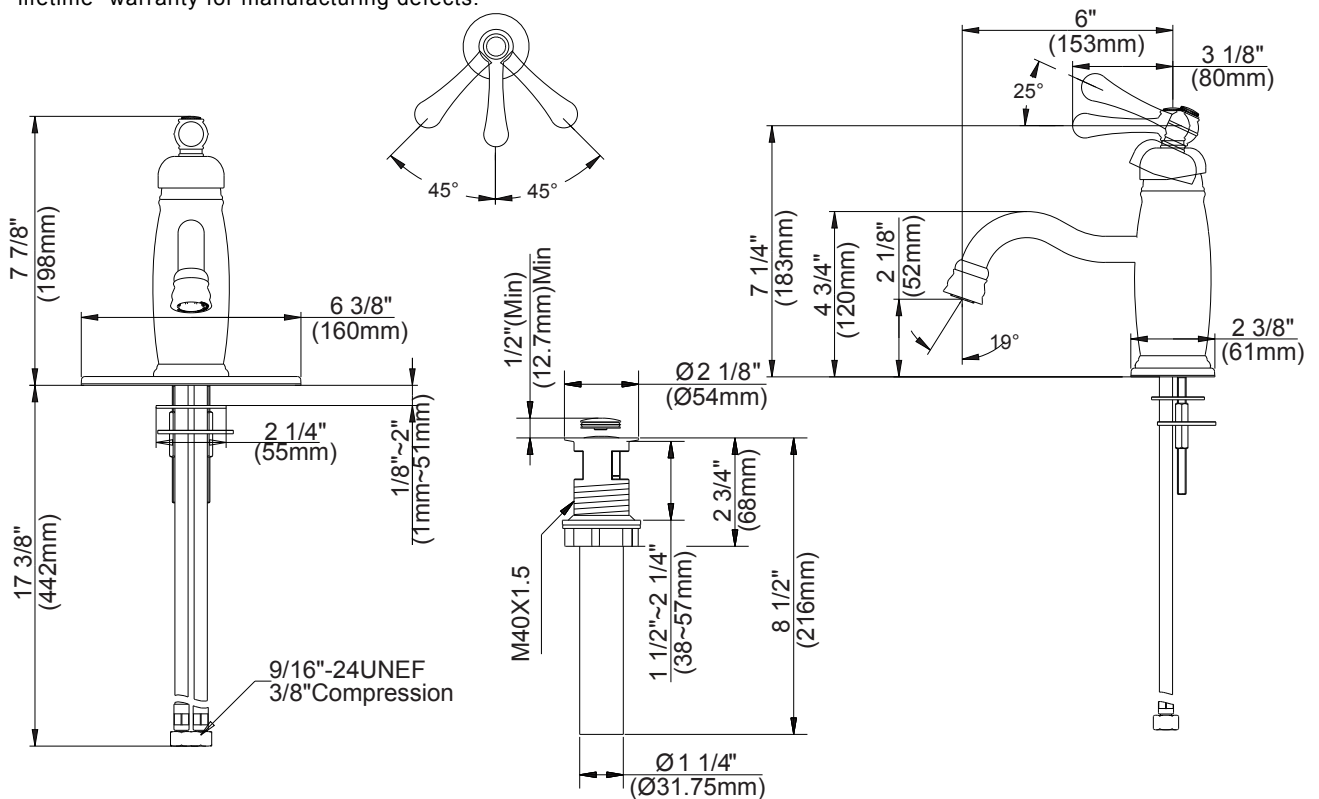 lifetime" warranty for manufacturing defects.
6"
(153mm)
3 1/8"
(80mm)
25°
45°
45°
7 7/8"
(198mm)
6 3/8"
(160mm)
7 1/4"
(183mm)
4 3/4"
(120mm)
2 1/8"
(52mm)
19°
2 3/8"
(61mm)
1/2"(Min)
(12.7mm)Min
Ø2 1/8"
(Ø54mm)
2 1/4"
(55mm)
1/8"~2"
(1mm~51mm)
17 3/8"
(442mm)
2 3/4"
(68mm)
M40X1.5
1 1/2"~2 1/4"
(38~57mm)
8 1/2"
(216mm)
9/16"-24UNEF
3/8"Compression
Ø1 1/4"
(Ø31.75mm)